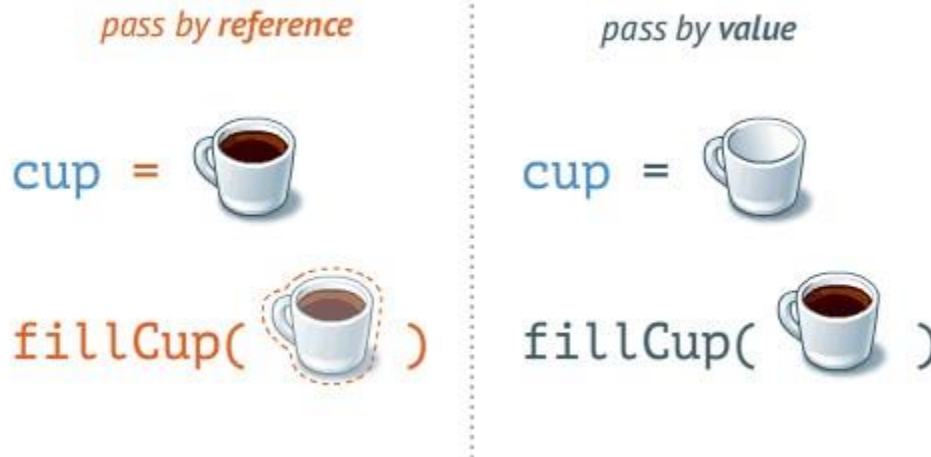 pass by reference
cup =
fillCup( )
pass by value
cup =
fillCup( )